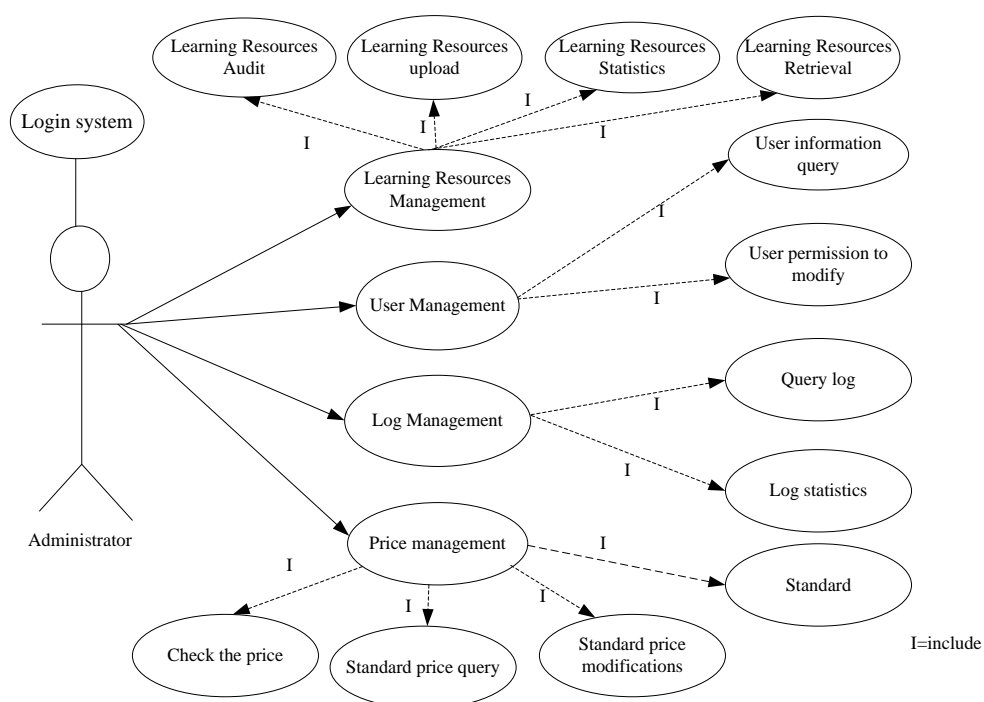 Learning Resources
Audit
Learning Resources
upload
Learning Resources
Statistics
Learning Resources
Retrieval
Login system
I
I
I
I
Learning Resources
Management
User information
query
I
User Management
User permission to
modify
I
Log Management
Query log
I
I
Log statistics
Administrator
Price management
I
Standard
I
I
I
Check the price
Standard price query
Standard price
modifications
I=include